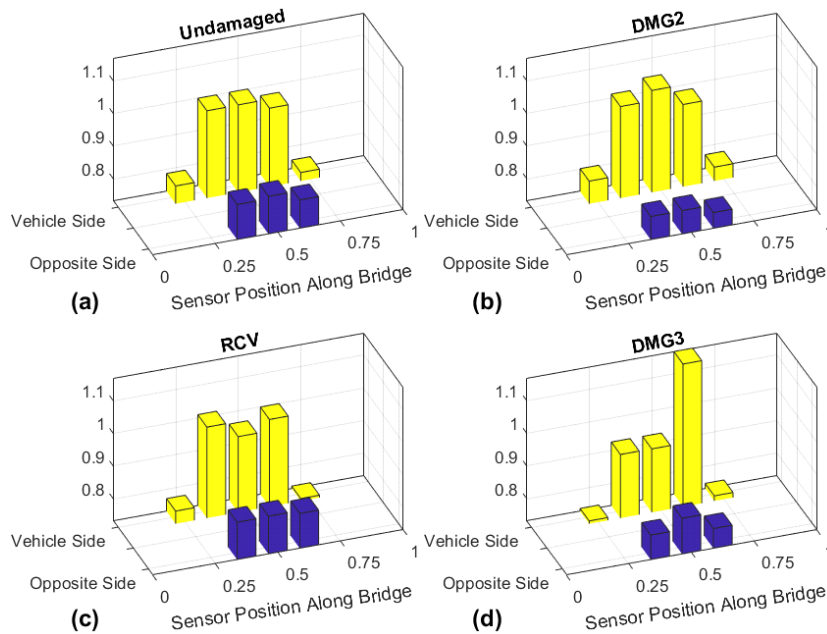 Undamaged
1.1
1
0.9
0.8
Vehicle Side
Opposite Side
0
0.25
0.5
0.75
1
Sensor Position Along Bridge
(a)
DMG2
1.1
1
0.9
0.8
Vehicle Side
Opposite Side
0
0.25
0.5
0.75
1
Sensor Position Along Bridge
(b)
RCV
1.1
1
0.9
0.8
Vehicle Side
Opposite Side
0
0.25
0.5
0.75
1
Sensor Position Along Bridge
(c)
DMG3
1.1
1
0.9
0.8
Vehicle Side
Opposite Side
0
0.25
0.5
0.75
1
Sensor Position Along Bridge
(d)